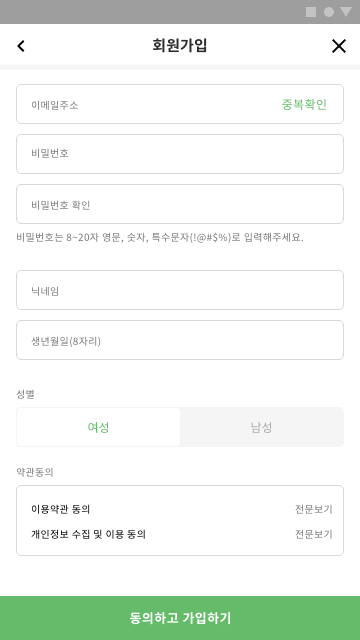 회원가입
이메일주소 중복확인
비밀번호
비밀번호 확인
비밀번호는 8~20자 영문, 숫자, 특수문자(!@#$%)로 입력해주세요.
닉네임
생년월일(8자리)
성별
여성 남성
약관동의
이용약관 동의 전문보기
개인정보 수집 및 이용 동의 전문보기
동의하고 가입하기